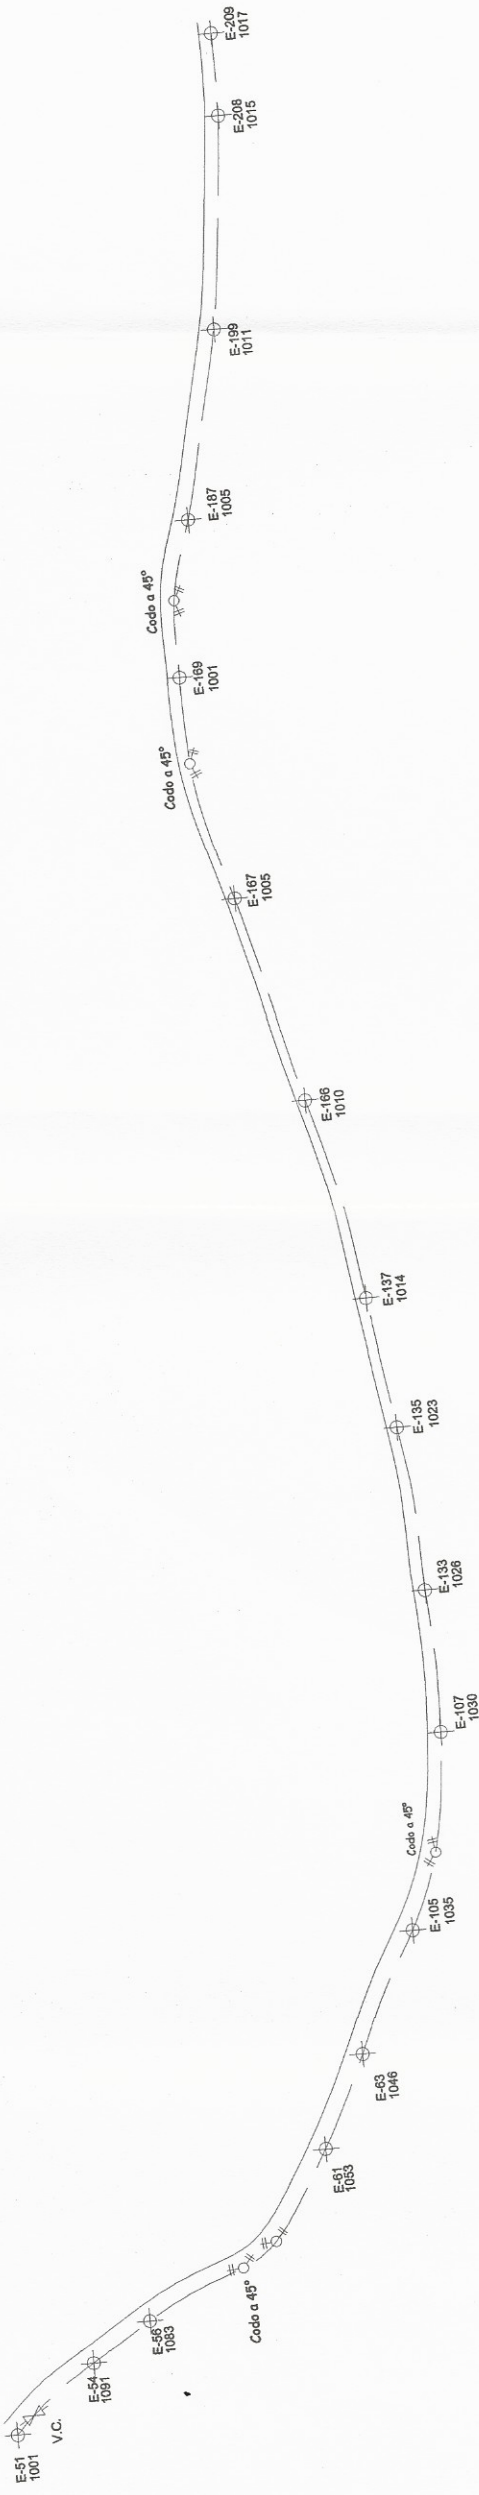 E-51
1001
V.C.
E-54
1091
E-56
1083
Codo a 45°
E-61
1053
E-63
1046
E-105
1035
Codo a 45°
E-107
1030
E-133
1026
E-135
1023
E-137
1014
E-166
1010
E-167
1005
Codo a 45°
E-169
1001
Codo a 45°
E-187
1005
E-199
1011
E-208
1015
E-209
1017